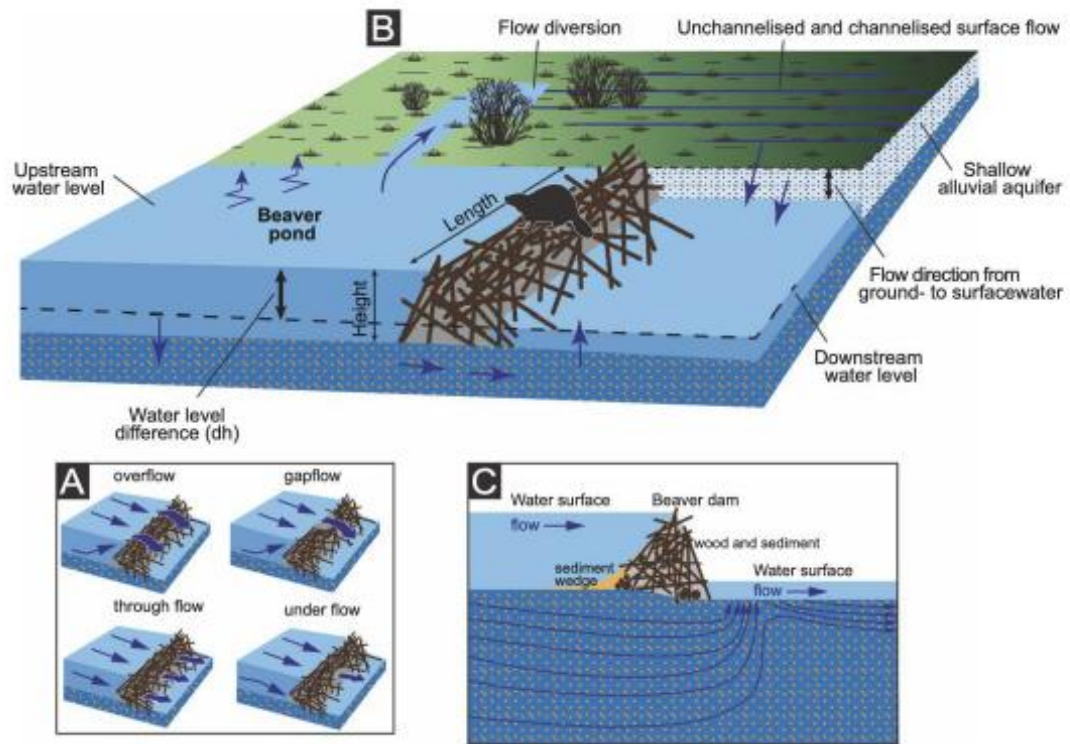 B
Flow diversion
Unchannelised and channelised surface flow
Upstream
water level
Beaver
pond
Length
Height
Shallow
alluvial aquifer
Flow direction from
ground- to surfacewater
Downstream
water level
Water level
difference (dh)
A
overflow
gapflow
through flow
under flow
C
Water surface
flow
Beaver dam
wood and sediment
sediment
wedge
Water surface
flow